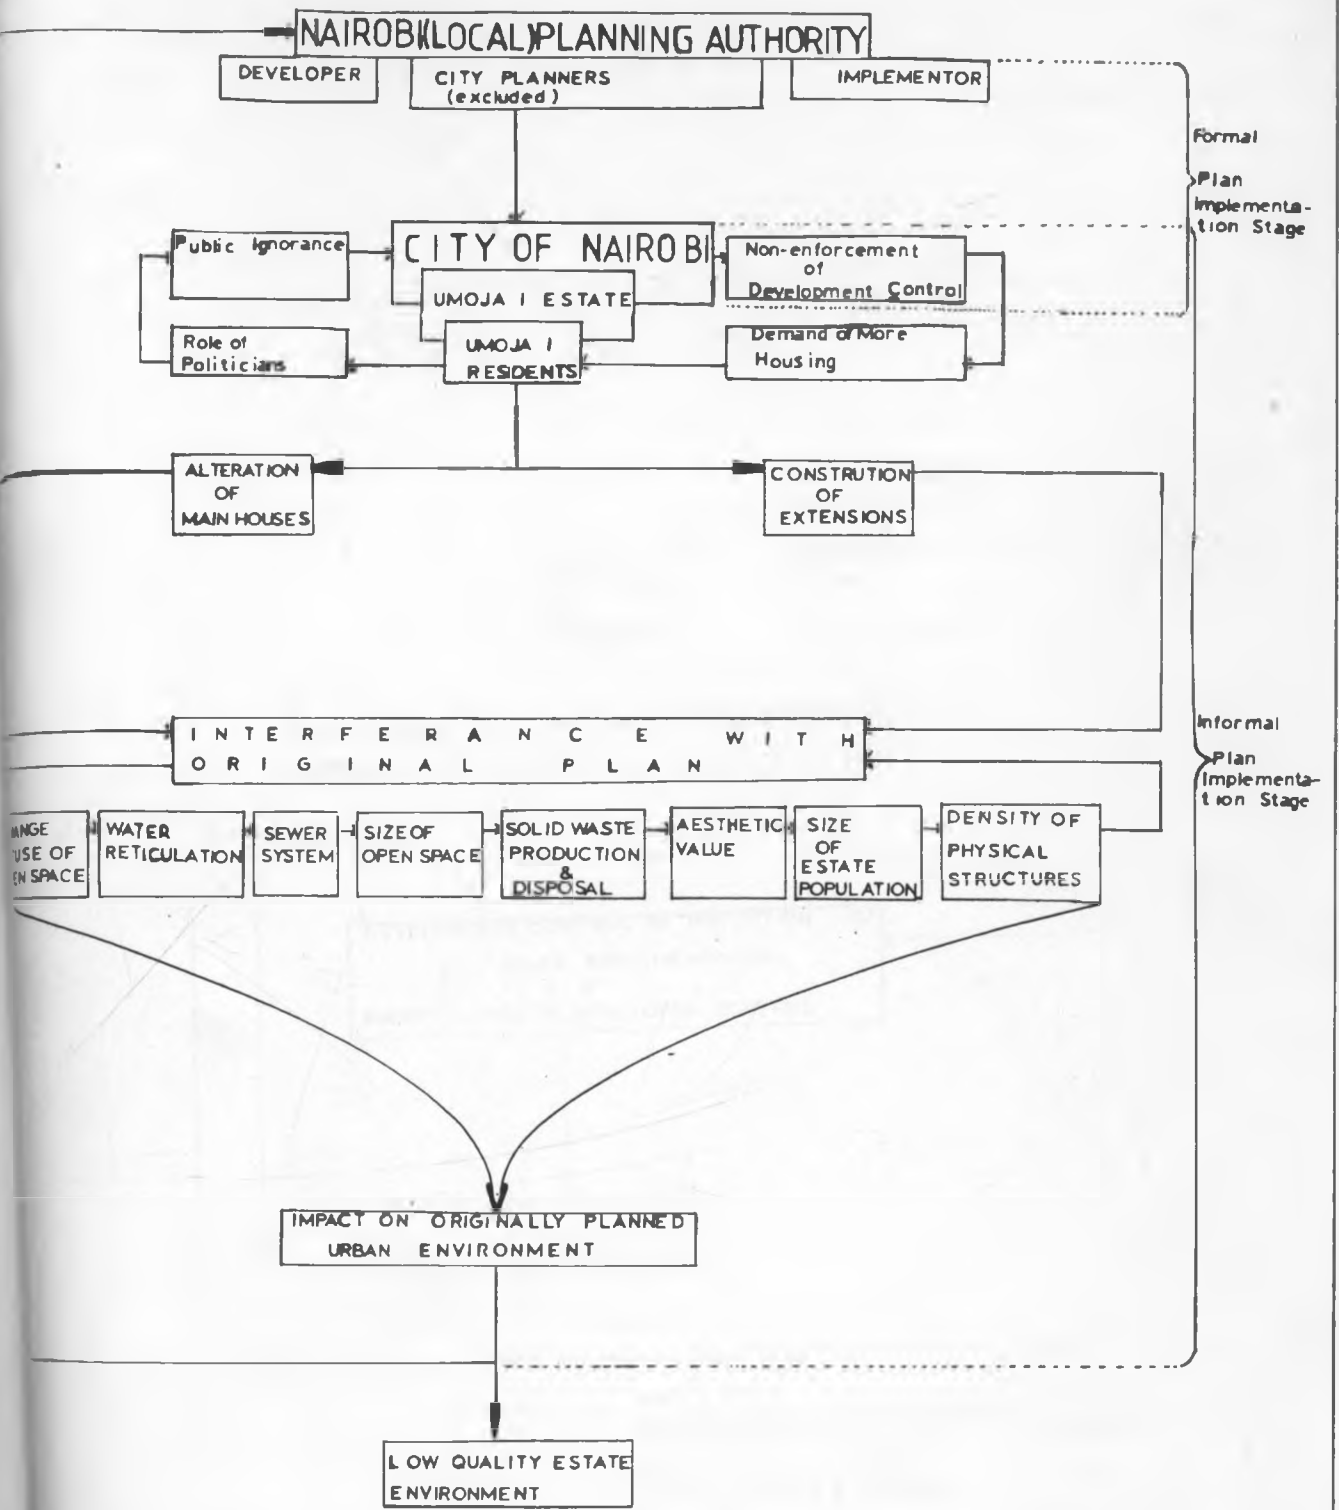 NAIROBI(LOCAL)PLANNING AUTHORITY
DEVELOPER
CITY PLANNERS
(excluded)
IMPLEMENTOR
Formal
Plan
Implementa-
tion Stage
Public Ignorance
CITY OF NAIROBI
UMOJA I ESTATE
UMOJA I
RESIDENTS
Non-enforcement
of
Development Control
Role of
Politicians
Demand of More
Housing
ALTERATION
OF
MAIN HOUSES
CONSTRUTION
OF
EXTENSIONS
INTERFERANCE WITH
ORIGINAL PLAN
Informal
Plan
Implementa-
tion Stage
ANGE
USE OF
EN SPACE
WATER
RETICULATION
SEWER
SYSTEM
SIZE OF
OPEN SPACE
SOLID WASTE
PRODUCTION
&
DISPOSAL
AESTHETIC
VALUE
SIZE
OF
ESTATE
POPULATION
DENSITY OF
PHYSICAL
STRUCTURES
IMPACT ON ORIGINALLY PLANNED
URBAN ENVIRONMENT
LOW QUALITY ESTATE
ENVIRONMENT